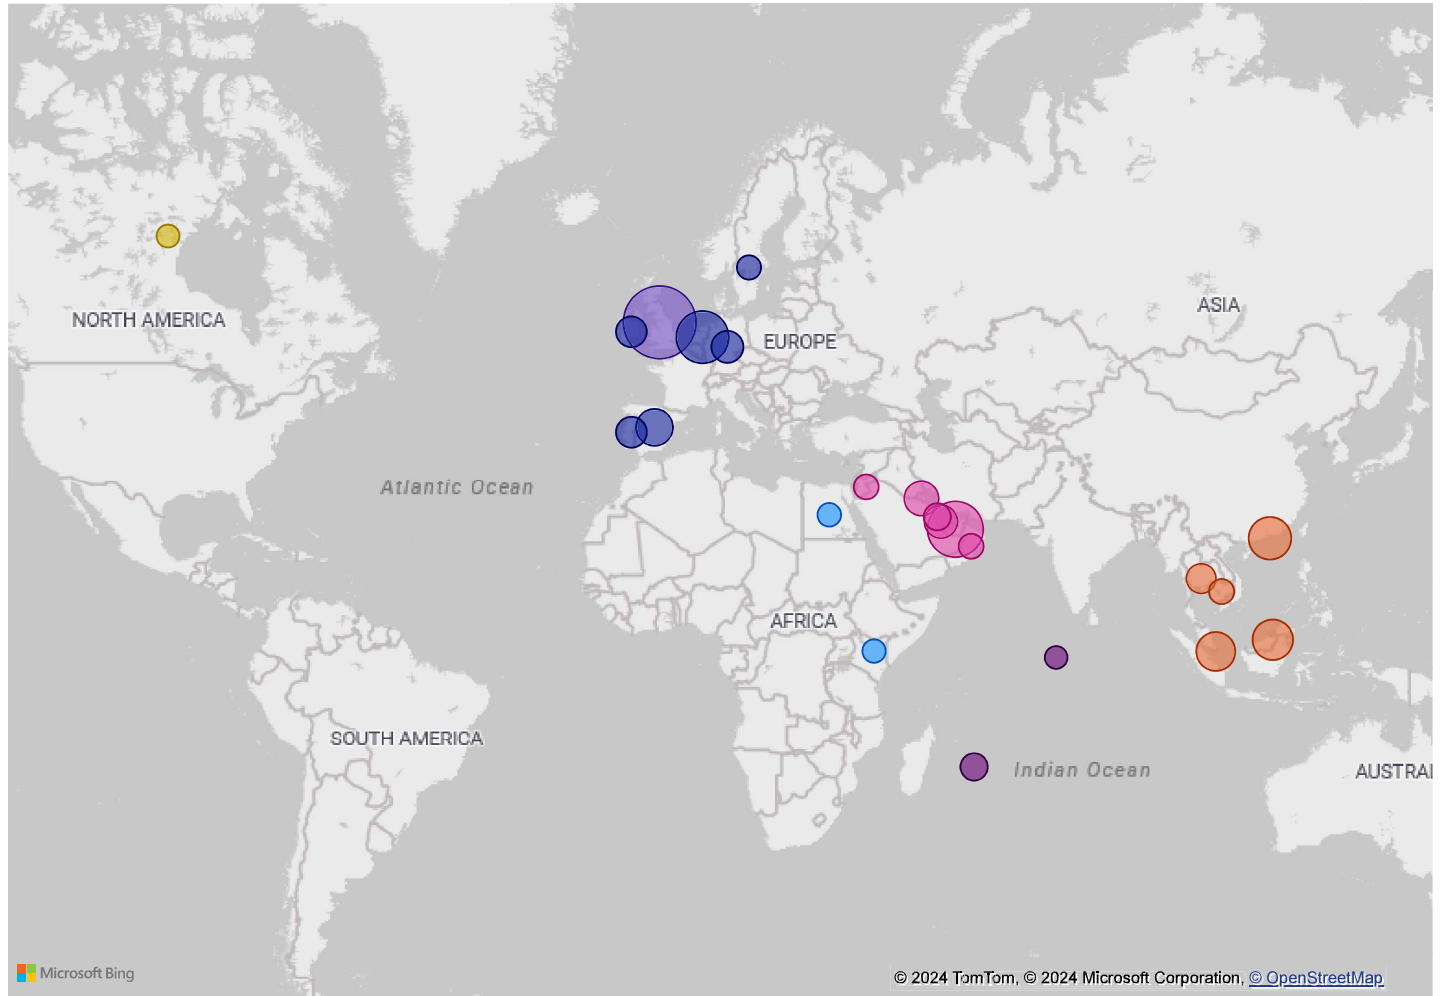 ASIA
NORTH AMERICA
EUROPE
Atlantic Ocean
AFRICA
SOUTH AMERICA
Indian Ocean
AUSTRAL
Microsoft Bing
© 2024 TomTom, © 2024 Microsoft Corporation, © OpenStreetMap